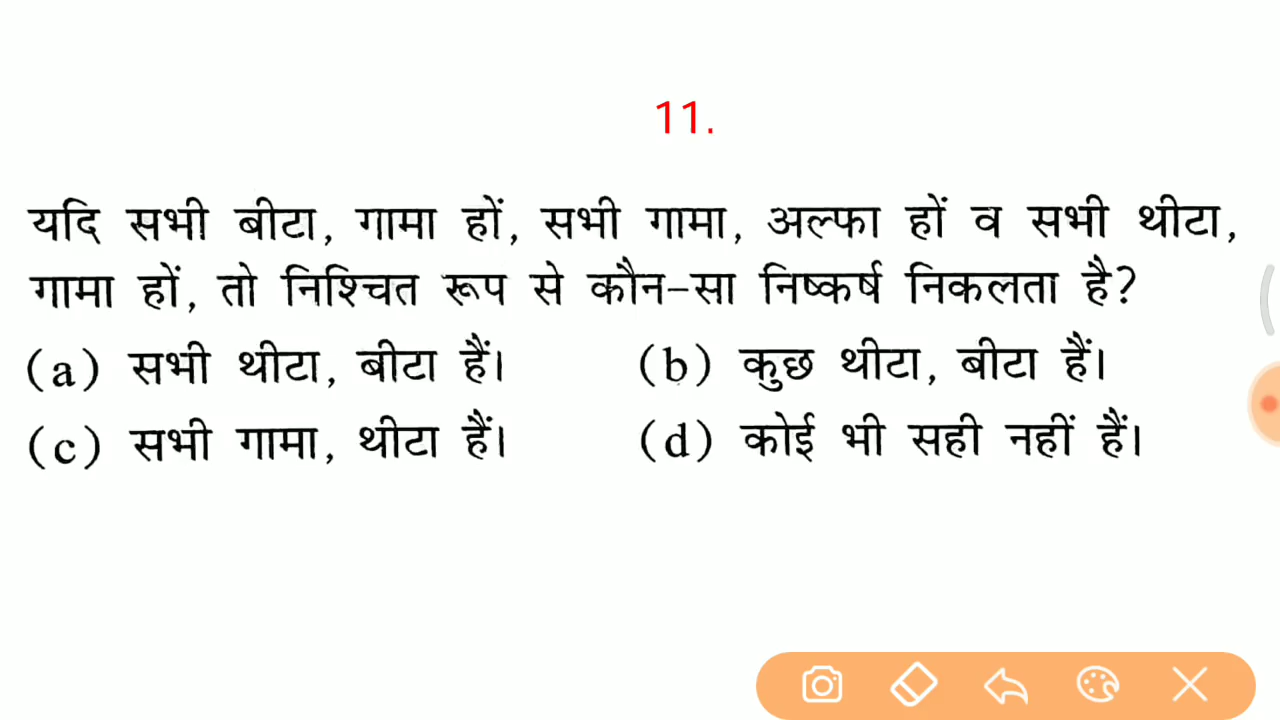 11.
यदि सभी बीटा, गामा हों, सभी गामा, अल्फा हों व सभी थीटा,
गामा हों, तो निश्चित रूप से कौन-सा निष्कर्ष निकलता है?
(a) सभी थीटा, बीटा हैं। (b) कुछ थीटा, बीटा हैं।
(c) सभी गामा, थीटा हैं। (d) कोई भी सही नहीं हैं।